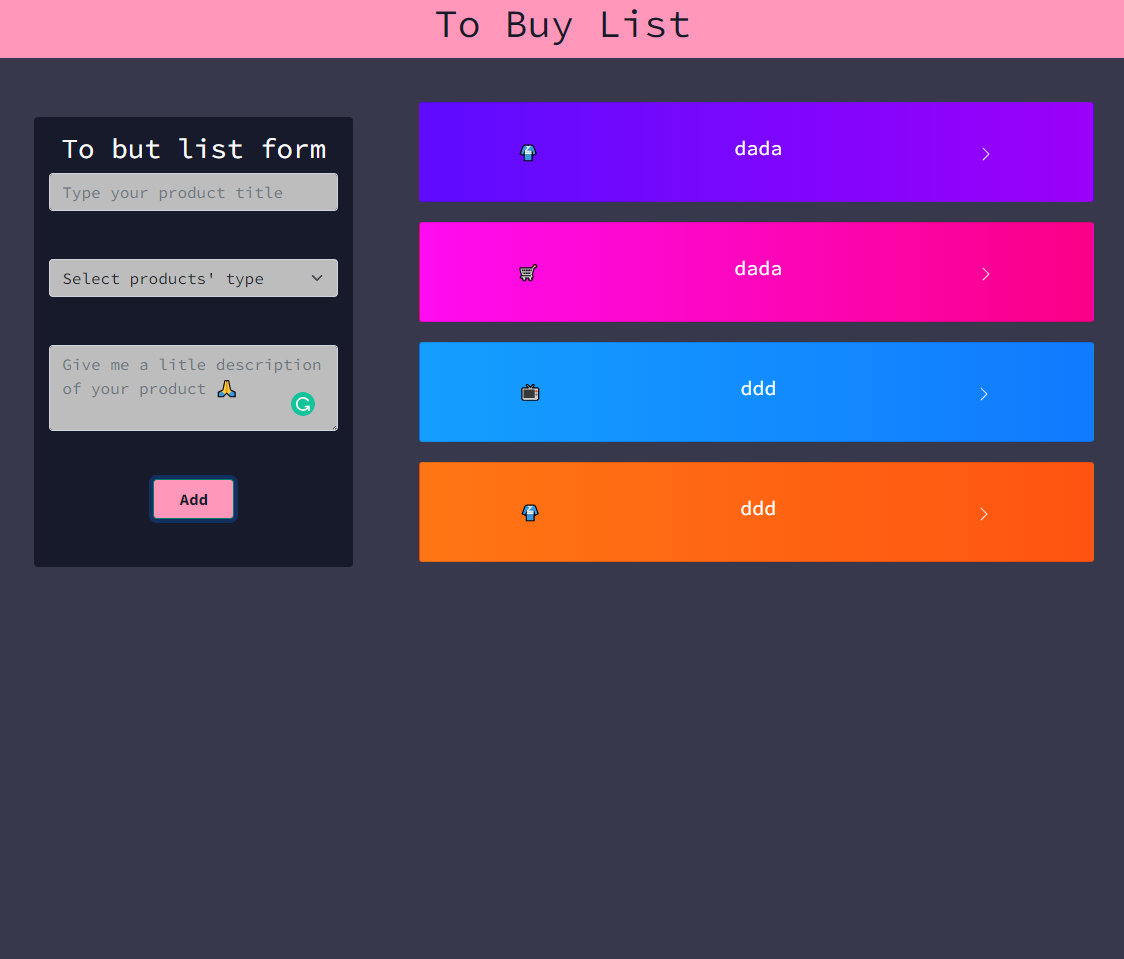 To Buy List
To but list form
Type your product title
Select products' type
Give me a litle description
of your product 🙏
Add
dada
dada
ddd
ddd